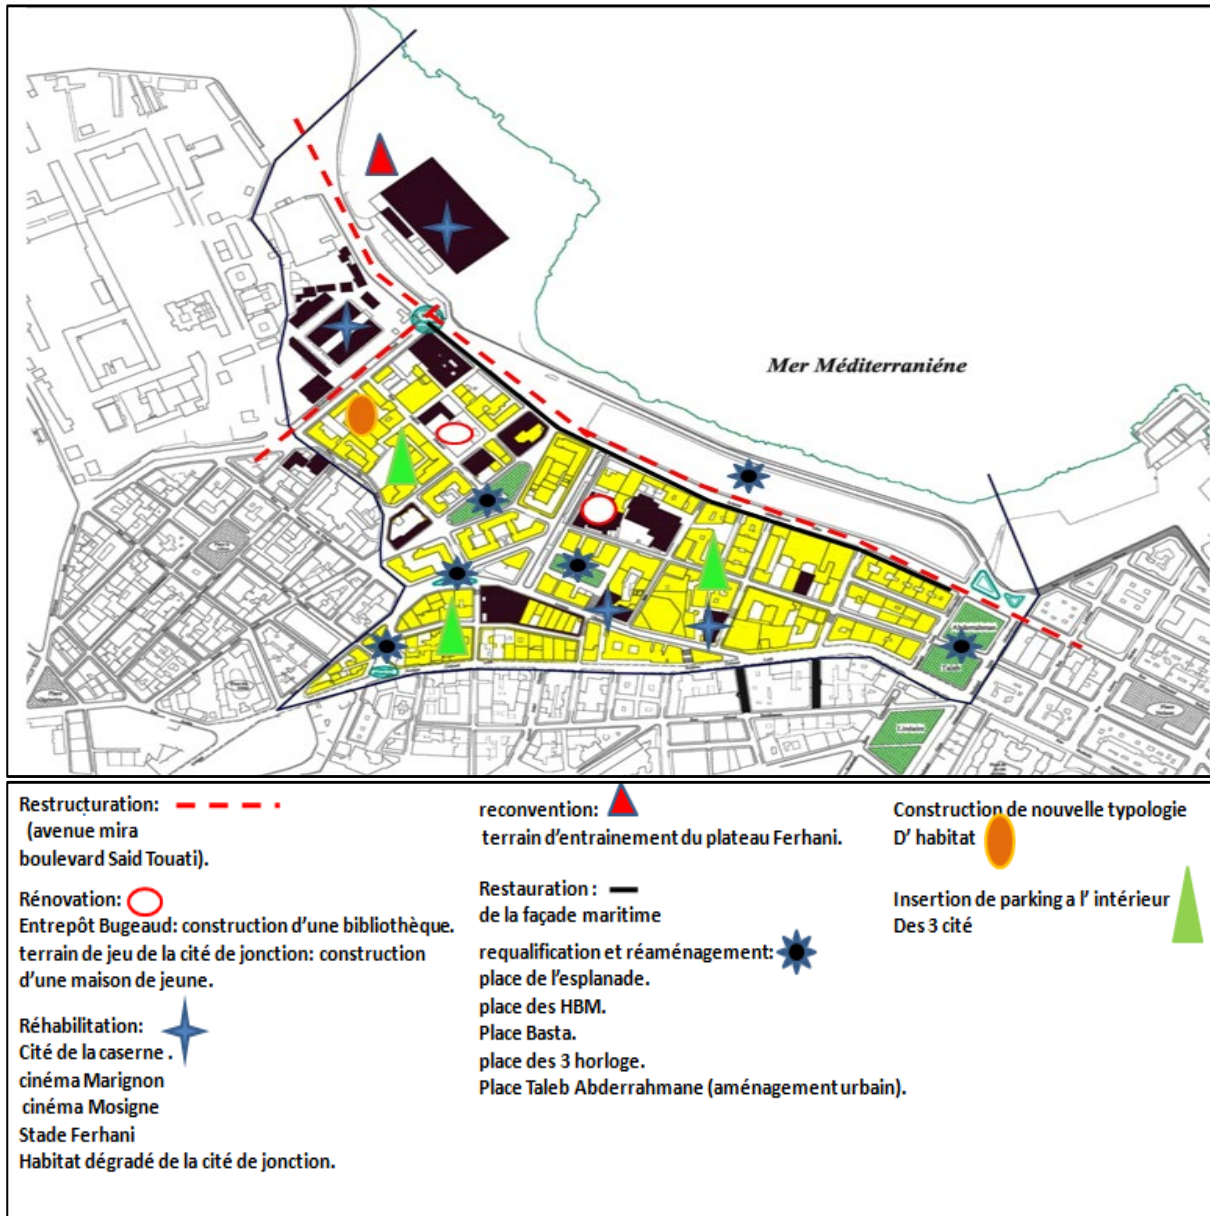 Mer Méditerraniéne
Abderrahmane
Taleb
Restructuration:
(avenue mira
boulevard Said Touati).
Rénovation:
Entrepôt Bugeaud: construction d'une bibliothèque.
terrain de jeu de la cité de jonction: construction
d'une maison de jeune.
Réhabilitation:
Cité de la caserne .
cinéma Marignon
cinéma Mosigne
Stade Ferhani
Habitat dégradé de la cité de jonction.
reconvention:
terrain d'entrainement du plateau Ferhani.
Restauration :
de la façade maritime
requalification et réaménagement:
place de l'esplanade.
place des HBM.
Place Basta.
place des 3 horloge.
Place Taleb Abderrahmane (aménagement urbain).
Construction de nouvelle typologie
D' habitat
Insertion de parking a l' intérieur
Des 3 cité